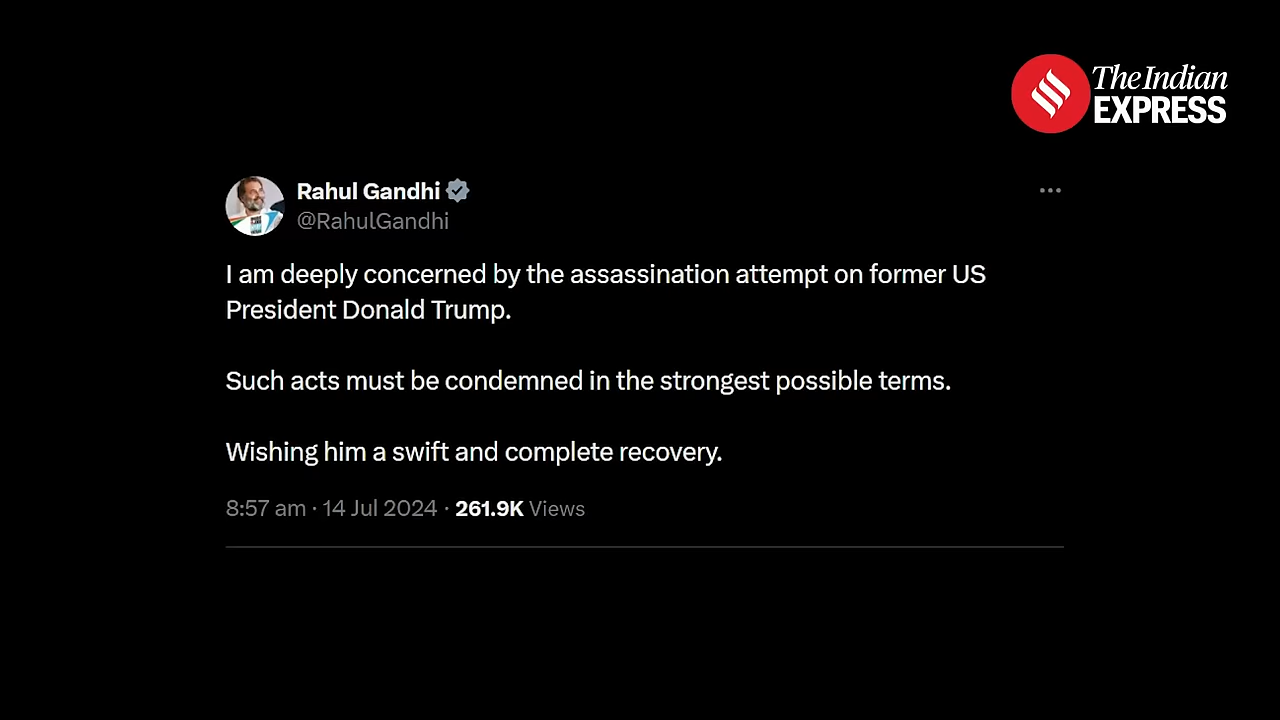 The Indian
EXPRESS
Rahul Gandhi
@RahulGandhi
I am deeply concerned by the assassination attempt on former US
President Donald Trump.
Such acts must be condemned in the strongest possible terms.
Wishing him a swift and complete recovery.
8:57 am · 14 Jul 2024 · 261.9K Views